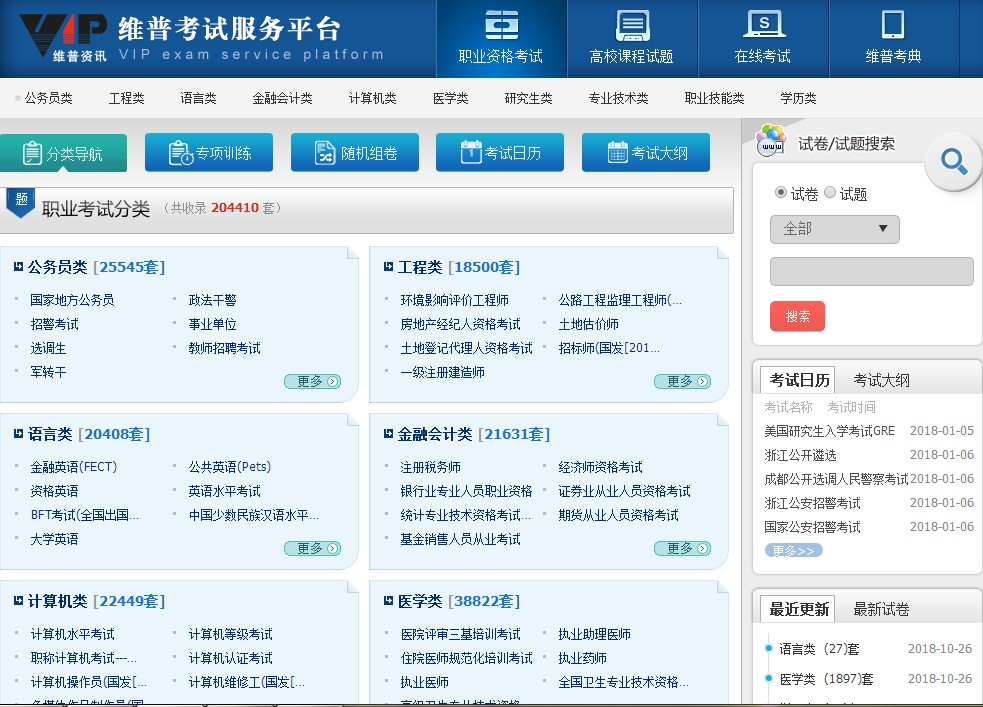 VIP 维普资讯 维普考试服务平台
VIP exam service platform
职业资格考试 高校课程试题 在线考试 维普考典
公务员类 工程类 语言类 金融会计类 计算机类 医学类 研究生类 专业技术类 职业技能类 学历类
分类导航 专项训练 随机组卷 考试日历 考试大纲
题 职业考试分类 （共收录 204410 套）
公务员类 [25545套]
国家地方公务员 政法干警
招警考试 事业单位
选调生 教师招聘考试
军转干
更多
工程类 [18500套]
环境影响评价工程师 公路工程监理工程师(...
房地产经纪人资格考试 土地估价师
土地登记代理人资格考试 招标师(国发[201...
一级注册建造师
更多
语言类 [20408套]
金融英语(FECT) 公共英语(Pets)
资格英语 英语水平考试
BFT考试(全国出国... 中国少数民族汉语水平...
大学英语
更多
金融会计类 [21631套]
注册税务师 经济师资格考试
银行业专业人员职业资格 证券业从业人员资格考试
统计专业技术资格考试... 期货从业人员资格考试
基金销售人员从业考试
更多
计算机类 [22449套]
计算机水平考试 计算机等级考试
职称计算机考试---... 计算机认证考试
计算机操作员(国发[... 计算机维修工(国发[...
医学类 [38822套]
医院评审三基培训考试 执业助理医师
住院医师规范化培训考试 执业药师
执业医师 全国卫生专业技术资格...
www 试卷/试题搜索
试卷 试题
全部
搜索
考试日历 考试大纲
考试名称 考试时间
美国研究生入学考试GRE 2018-01-05
浙江公开遴选 2018-01-06
成都公开选调人民警察考试 2018-01-06
浙江公安招警考试 2018-01-06
国家公安招警考试 2018-01-06
更多>>
最近更新 最新试卷
语言类 (27)套 2018-10-26
医学类 (1897)套 2018-10-26